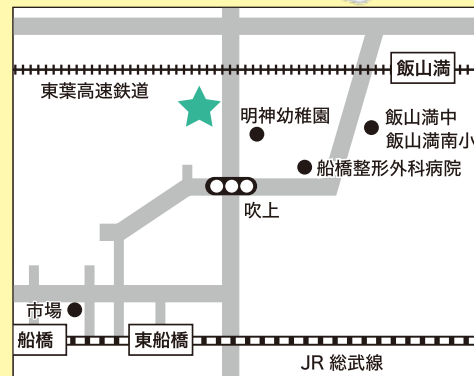 飯山満
東葉高速鉄道
明神幼稚園
飯山満中
飯山満南小
船橋整形外科病院
吹上
市場
船橋
東船橋
JR 総武線